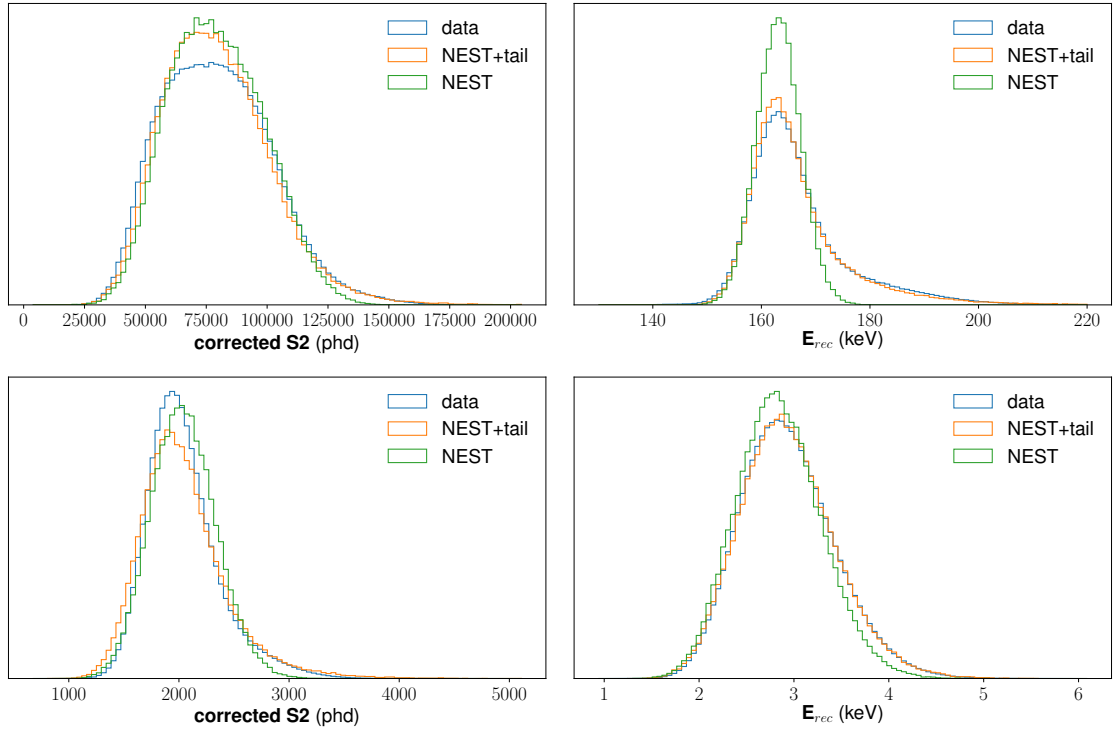 data
NEST+tail
NEST
0 25000 50000 75000 100000 125000 150000 175000 200000
corrected S2 (phd)
data
NEST+tail
NEST
140 160 180 200 220
E_rec (keV)
data
NEST+tail
NEST
1000 2000 3000 4000 5000
corrected S2 (phd)
data
NEST+tail
NEST
1 2 3 4 5 6
E_rec (keV)